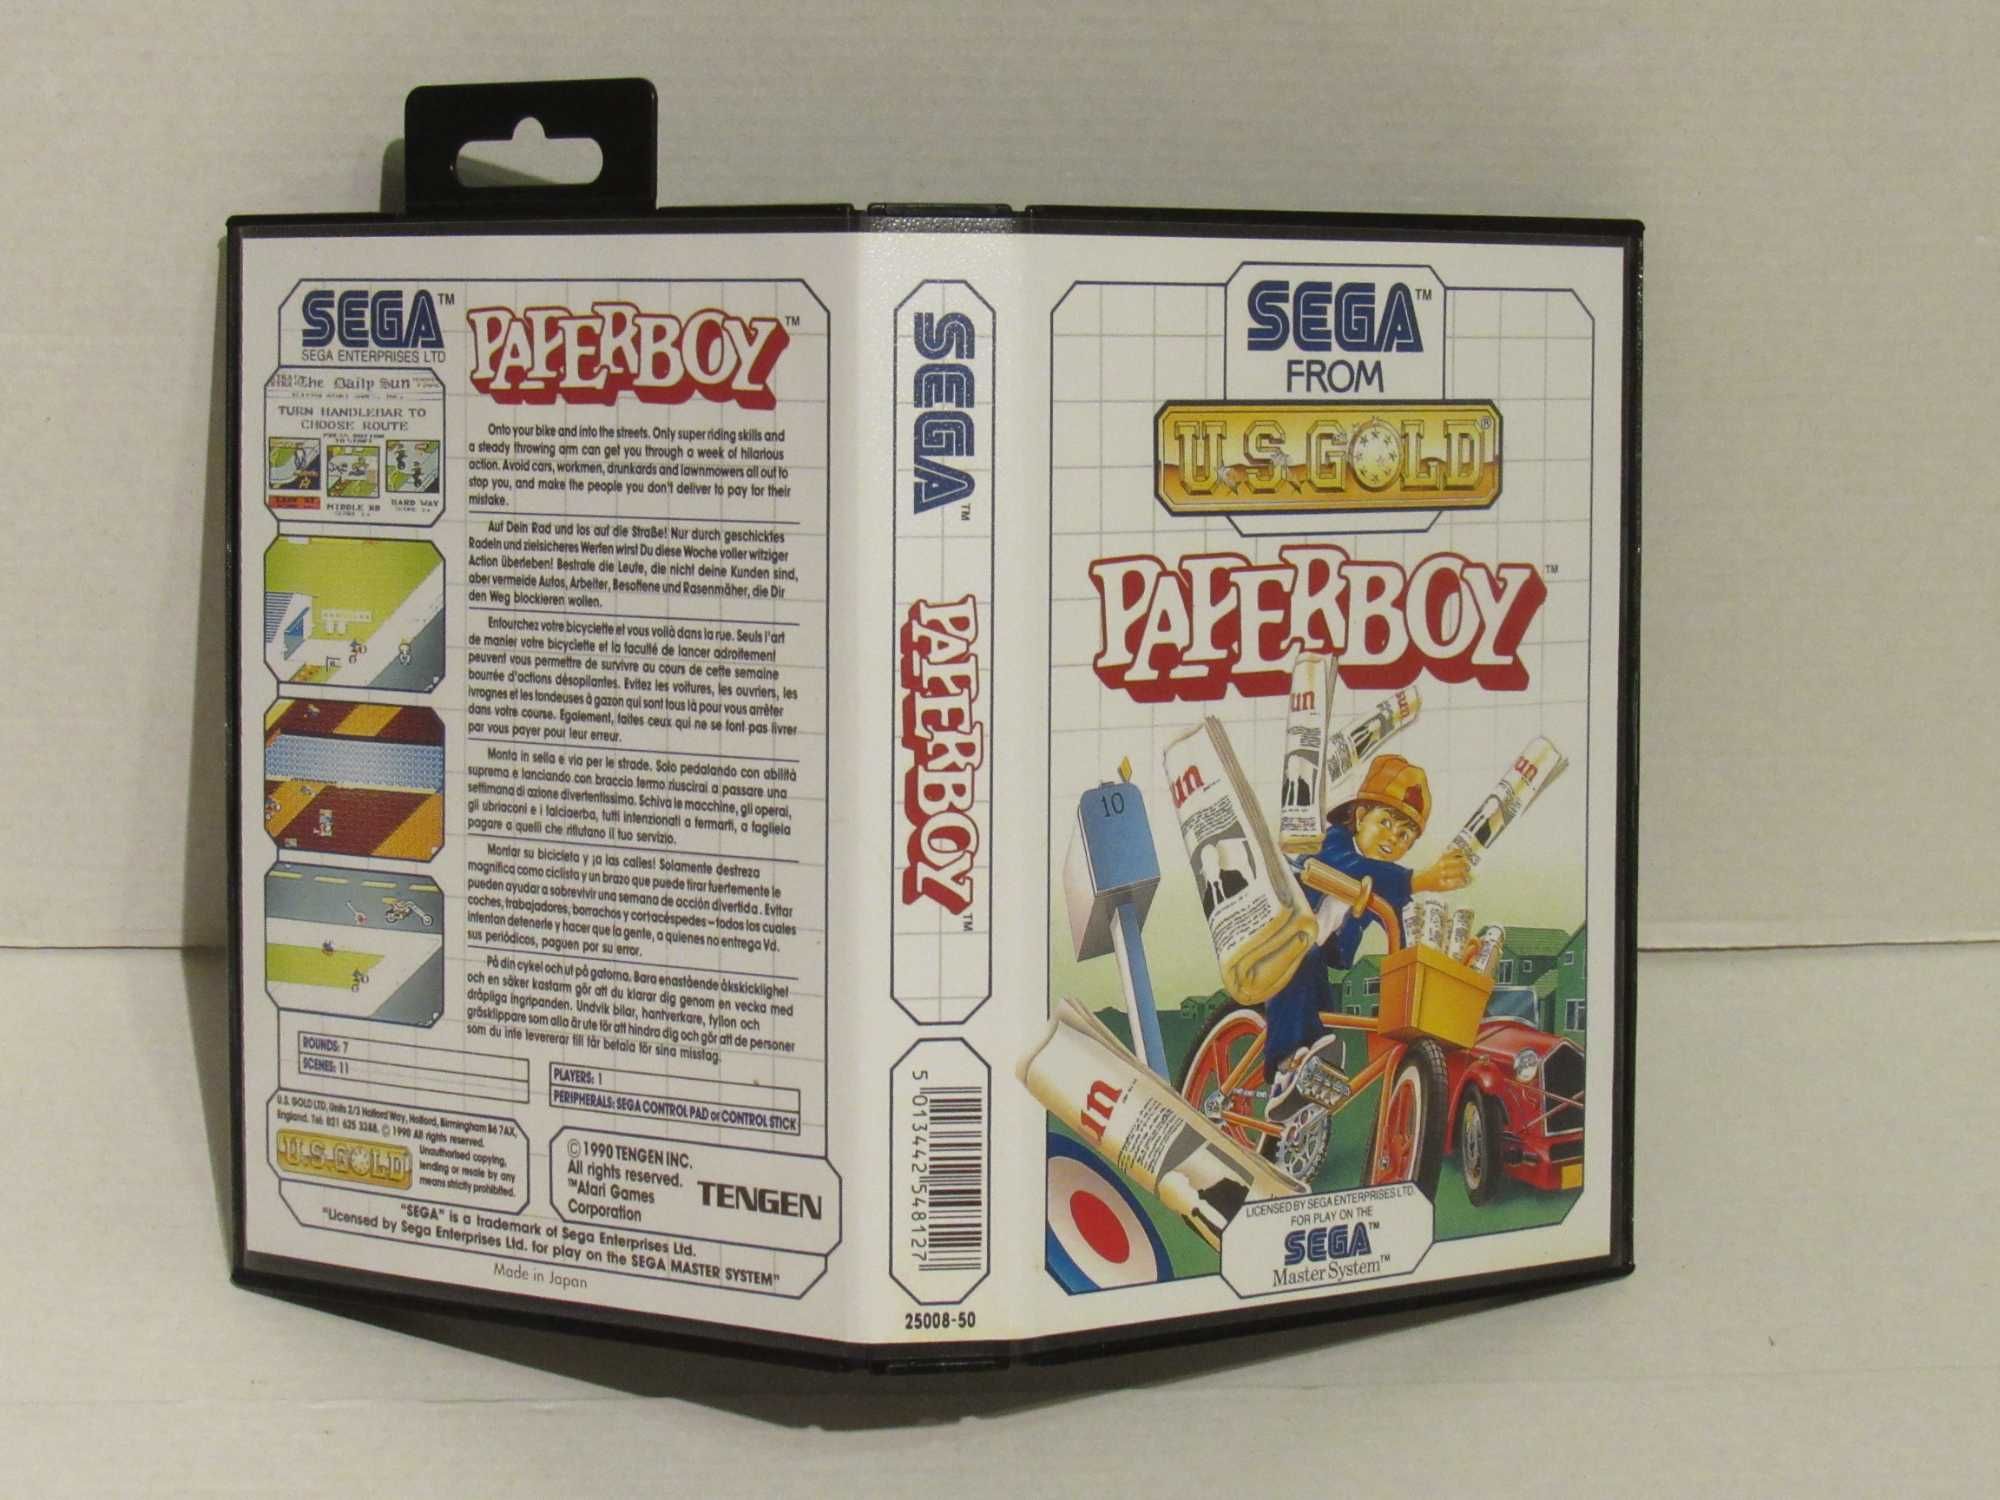 SEGA™
SEGA ENTERPRISES LTD
PAPERBOY™
The Daily Sun
TURN HANDLEBAR TO
CHOOSE ROUTE
MIDDLE RD
HARD WAY
Onto your bike and into the streets. Only super riding skills and
a steady throwing arm can get you through a week of hilarious
action. Avoid cars, workmen, drunkards and lawnmowers all out to
stop you, and make the people you don't deliver to pay for their
mistake.
Auf Dein Rad und los auf die Straße! Nur durch geschicktes
Radeln und zielsicheres Werfen wirst Du diese Woche voller witziger
Action überleben! Bestrafe die Leute, die nicht deine Kunden sind,
aber vermeide Autos, Arbeiter, Besoffene und Rasenmäher, die Dir
den Weg blockieren wollen.
Enfourchez votre bicyclette et vous voilà dans la rue. Seuls l'art
de manier votre bicyclette et la faculté de lancer adroitement
peuvent vous permettre de survivre au cours de cette semaine
bourrée d'actions désopilantes. Evitez les voitures, les ouvriers, les
ivrognes et les tondeuses à gazon qui sont tous là pour vous arrêter
dans votre course. Egalement, faites ceux qui ne se font pas livrer
par vous payer pour leur erreur.
Monta in sella e via per le strade. Solo pedalando con abilità
suprema e lanciando con braccio fermo riuscirai a passare una
settimana di azione divertentissima. Schiva le macchine, gli operai,
gli ubriaconi e i falciaerba, tutti intenzionati a fermarti, a fagliela
pagare a quelli che rifiutano il tuo servizio.
Montar su bicicleta y ¡a las calles! Solamente destreza
magnífica como ciclista y un brazo que puede tirar fuertemente le
pueden ayudar a sobrevivir una semana de acción divertida. Evitar
coches, trabajadores, borrachos y cortacéspedes – todos los cuales
intentan detenerle y hacer que la gente, a quienes no entrega Vd.
sus periódicos, paguen por su error.
På din cykel och ut på gatorna. Bara enastående åkskicklighet
och en säker kastarm gör att du klarar dig genom en vecka med
dråpliga ingripanden. Undvik bilar, hantverkare, fyllon och
gräsklippare som alla är ute för att hindra dig och gör att de personer
som du inte levererar till får betala för sina misstag.
ROUNDS: 7
SCENES: 11
PLAYERS: 1
PERIPHERALS: SEGA CONTROL PAD or CONTROL STICK
U.S. GOLD LTD, Units 2/3 Holford Way, Holford, Birmingham B6 7AX,
England. Tel: 021 625 3388. © 1990 All rights reserved.
Unauthorised copying,
lending or resale by any
means strictly prohibited.
U.S. GOLD
© 1990 TENGEN INC.
All rights reserved.
™Atari Games
Corporation
TENGEN
"SEGA" is a trademark of Sega Enterprises Ltd.
"Licensed by Sega Enterprises Ltd. for play on the SEGA MASTER SYSTEM"
Made in Japan
SEGA™
PAPERBOY™
5013442548127
25008-50
SEGA™
FROM
U.S. GOLD®
PAPERBOY™
un
sun
un
un
10
un
LICENSED BY SEGA ENTERPRISES LTD.
FOR PLAY ON THE
SEGA™
Master System™